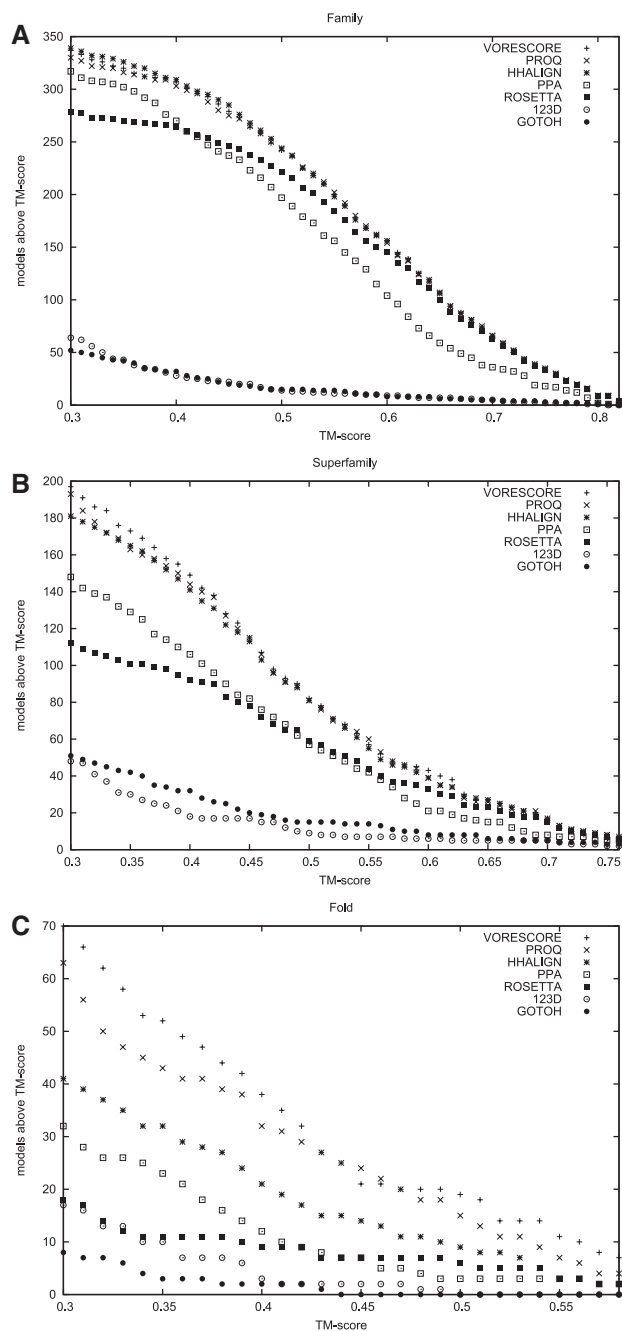 A
Family
350
300
250
200
150
100
50
0
models above TM-score
VORESCORE
PROQ
HHALIGN
PPA
ROSETTA
123D
GOTOH
0.3 0.4 0.5 0.6 0.7 0.8
TM-score
B
Superfamily
200
180
160
140
120
100
80
60
40
20
0
models above TM-score
VORESCORE
PROQ
HHALIGN
PPA
ROSETTA
123D
GOTOH
0.3 0.35 0.4 0.45 0.5 0.55 0.6 0.65 0.7 0.75
TM-score
C
Fold
70
60
50
40
30
20
10
0
models above TM-score
VORESCORE
PROQ
HHALIGN
PPA
ROSETTA
123D
GOTOH
0.3 0.35 0.4 0.45 0.5 0.55
TM-score